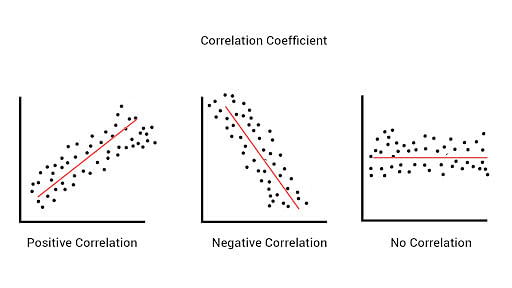 Correlation Coefficient
Positive Correlation
Negative Correlation
No Correlation